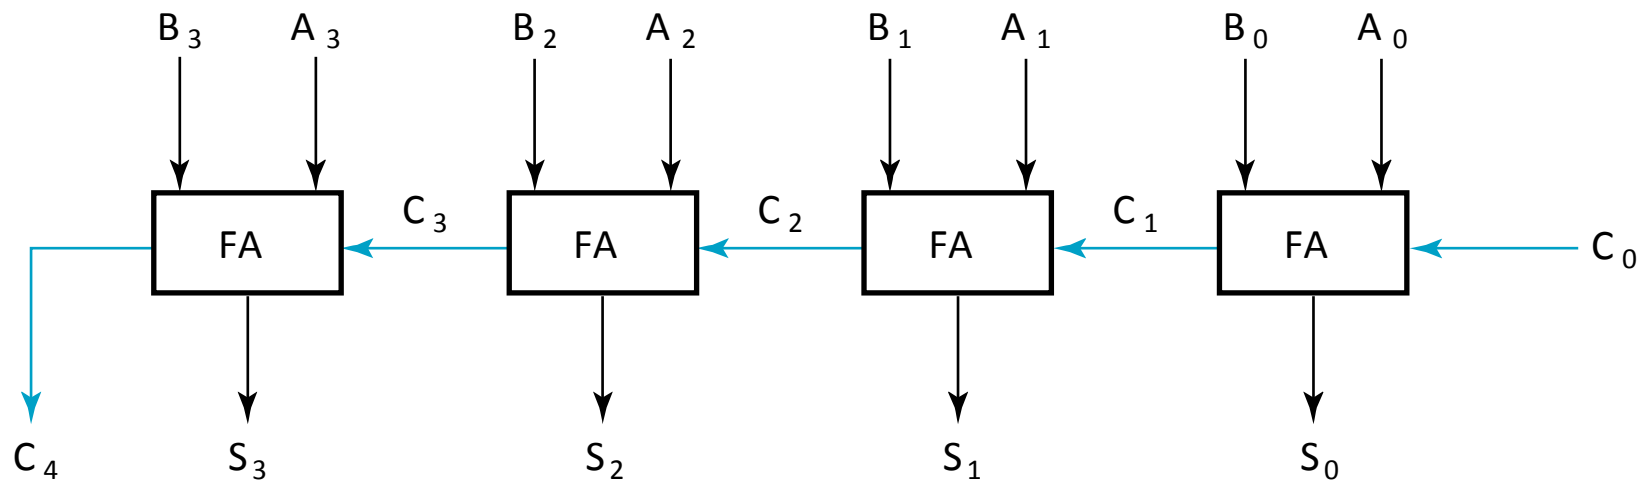 B₃ A₃ B₂ A₂ B₁ A₁ B₀ A₀
C₃ C₂ C₁
FA FA FA FA C₀
C₄ S₃ S₂ S₁ S₀